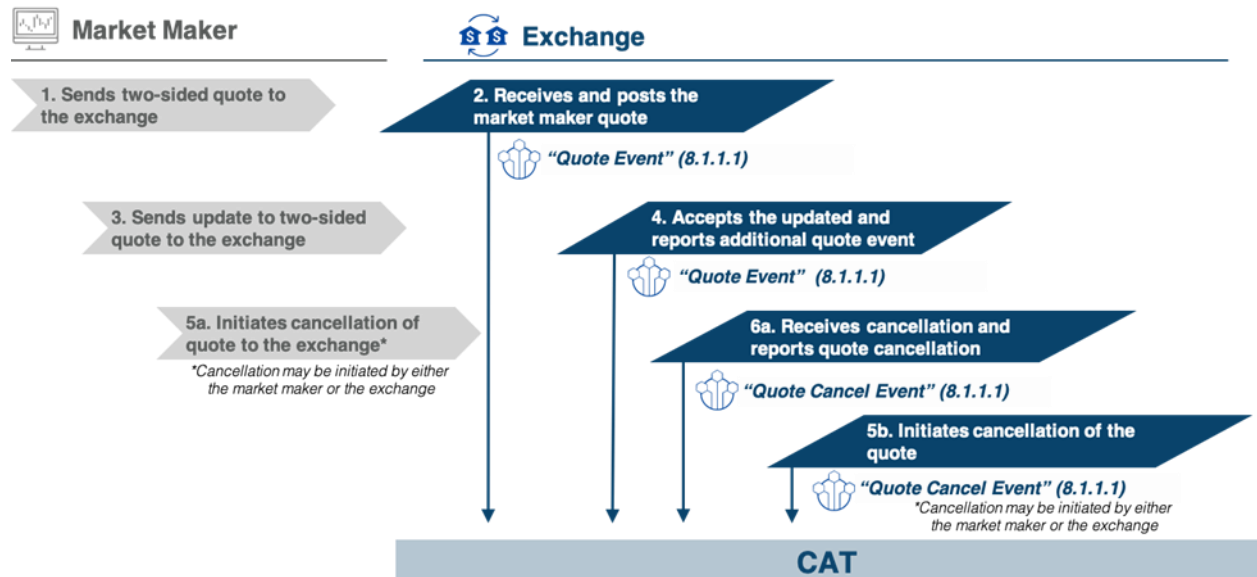 Market Maker
Exchange
1. Sends two-sided quote to
the exchange
2. Receives and posts the
market maker quote
"Quote Event" (8.1.1.1)
3. Sends update to two-sided
quote to the exchange
4. Accepts the updated and
reports additional quote event
"Quote Event" (8.1.1.1)
5a. Initiates cancellation of
quote to the exchange*
*Cancellation may be initiated by either
the market maker or the exchange
6a. Receives cancellation and
reports quote cancellation
"Quote Cancel Event" (8.1.1.1)
5b. Initiates cancellation of the
quote
"Quote Cancel Event" (8.1.1.1)
*Cancellation may be initiated by either
the market maker or the exchange
CAT